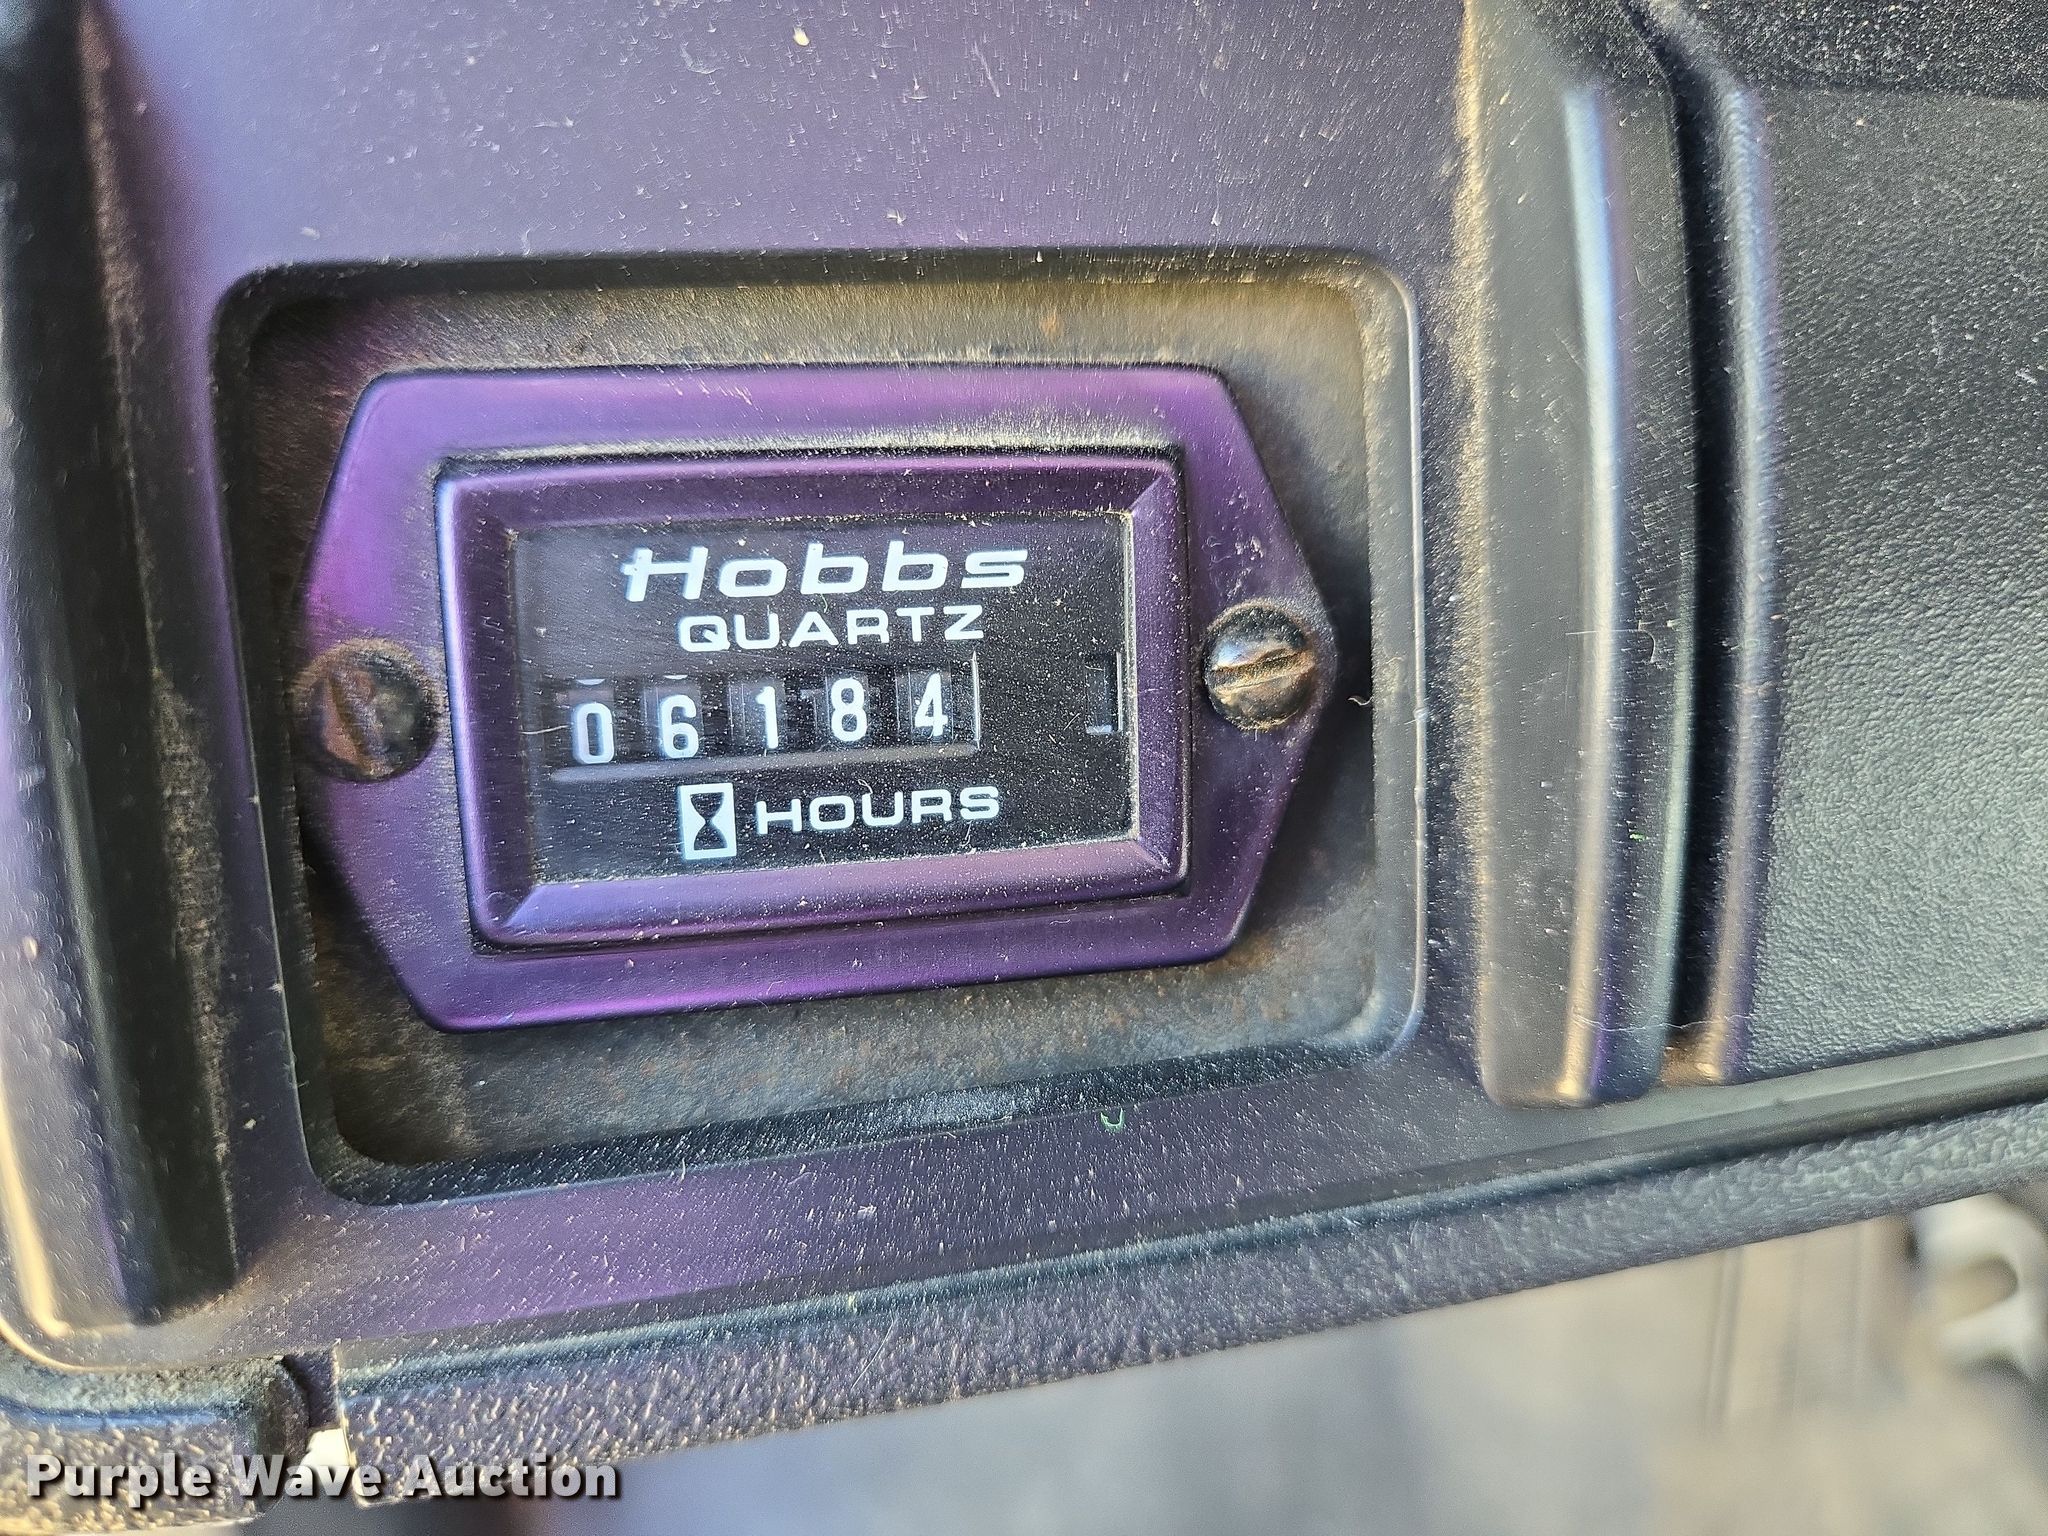 Hobbs
QUARTZ
06184
HOURS
Purple Wave Auction